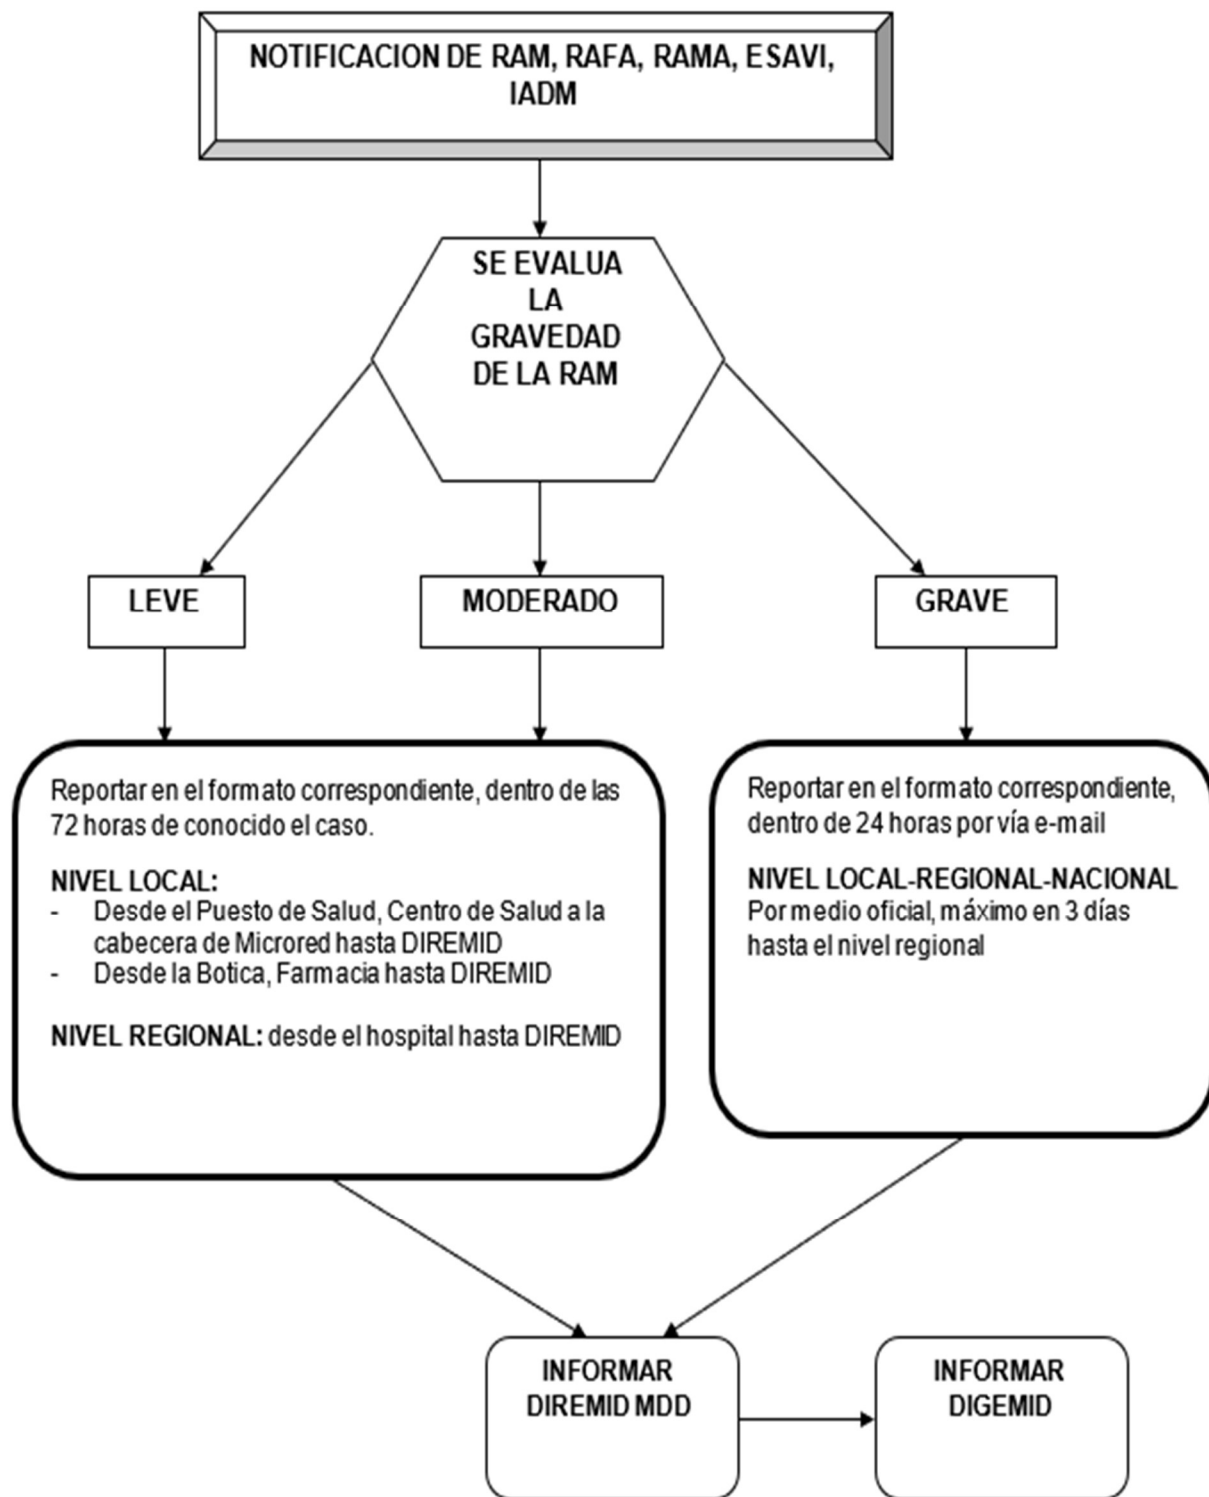 NOTIFICACION DE RAM, RAFA, RAMA, ESAVI,
IADM
SE EVALUA
LA
GRAVEDAD
DE LA RAM
LEVE
MODERADO
GRAVE
Reportar en el formato correspondiente, dentro de las
72 horas de conocido el caso.
NIVEL LOCAL:
- Desde el Puesto de Salud, Centro de Salud a la
cabecera de Microred hasta DIREMID
- Desde la Botica, Farmacia hasta DIREMID
NIVEL REGIONAL: desde el hospital hasta DIREMID
Reportar en el formato correspondiente,
dentro de 24 horas por vía e-mail
NIVEL LOCAL-REGIONAL-NACIONAL
Por medio oficial, máximo en 3 días
hasta el nivel regional
INFORMAR
DIREMID MDD
INFORMAR
DIGEMID